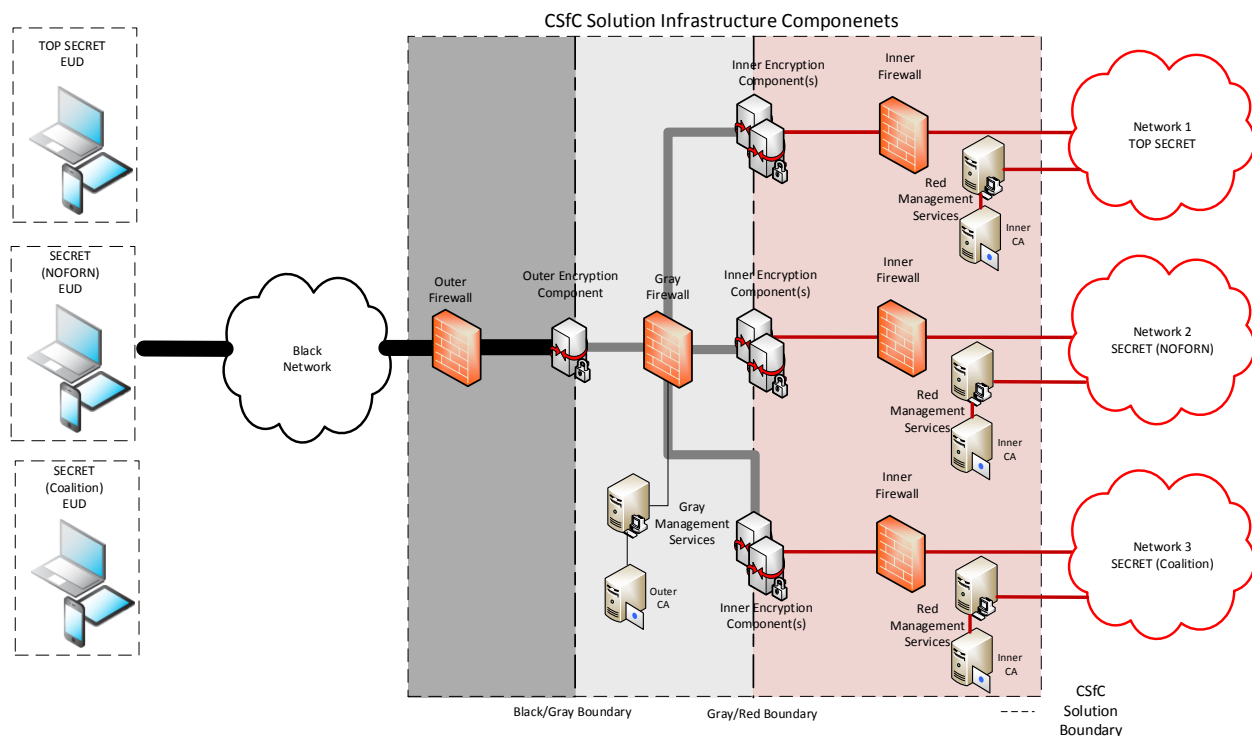 CSfC Solution Infrastructure Componenets
TOP SECRET
EUD
SECRET
(NOFORN)
EUD
SECRET
(Coalition)
EUD
Black
Network
Outer
Firewall
Outer Encryption
Component
Gray
Firewall
Inner Encryption
Component(s)
Inner
Firewall
Red
Management
Services
Inner
CA
Network 1
TOP SECRET
Inner Encryption
Component(s)
Inner
Firewall
Red
Management
Services
Inner
CA
Network 2
SECRET (NOFORN)
Gray
Management
Services
Outer
CA
Inner Encryption
Component(s)
Inner
Firewall
Red
Management
Services
Inner
CA
Network 3
SECRET (Coalition)
Black/Gray Boundary
Gray/Red Boundary
CSfC
Solution
Boundary